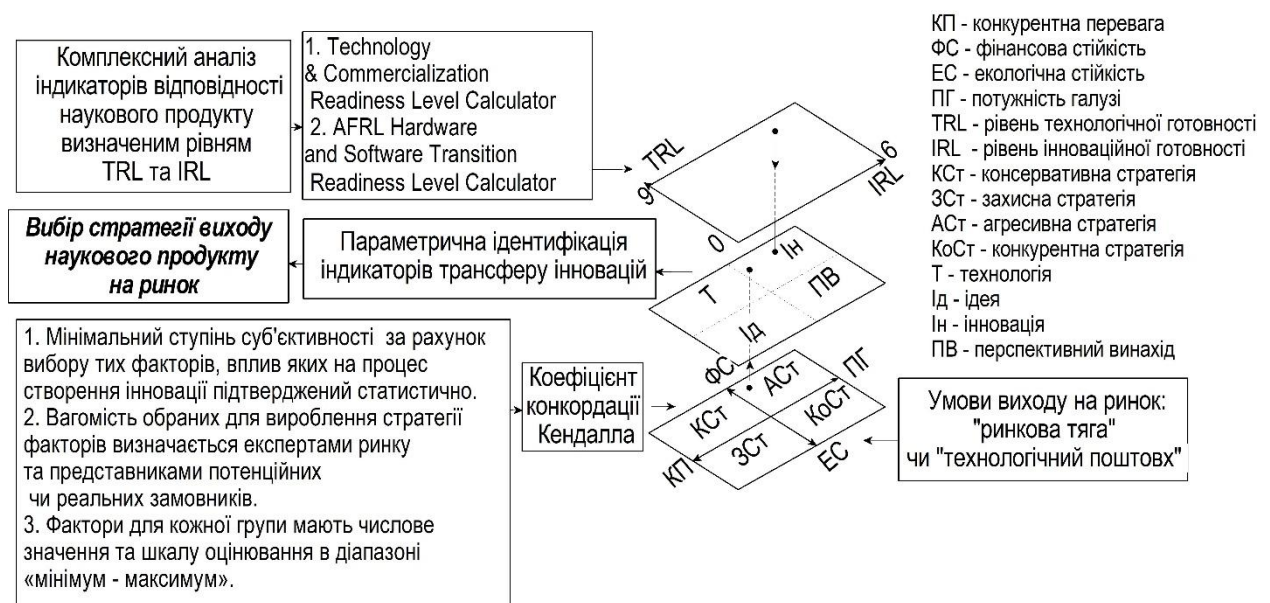 Комплексний аналіз
індикаторів відповідності
наукового продукту
визначеним рівням
TRL та IRL
1. Technology
& Commercialization
Readiness Level Calculator
2. AFRL Hardware
and Software Transition
Readiness Level Calculator
TRL
9
0
6
IRL
Вибір стратегії виходу
наукового продукту
на ринок
Параметрична ідентифікація
індикаторів трансферу інновацій
Т
Ін
Ід
ПВ
1. Мінімальний ступінь суб'єктивності за рахунок
вибору тих факторів, вплив яких на процес
створення інновації підтверджений статистично.
2. Вагомість обраних для вироблення стратегії
факторів визначається експертами ринку
та представниками потенційних
чи реальних замовників.
3. Фактори для кожної групи мають числове
значення та шкалу оцінювання в діапазоні
«мінімум - максимум».
Коефіцієнт
конкордації
Кендалла
ФС
АСт
ПГ
КСт
КоСт
ЗСт
КП
ЕС
Умови виходу на ринок:
"ринкова тяга"
чи "технологічний поштовх"
КП - конкурентна перевага
ФС - фінансова стійкість
ЕС - екологічна стійкість
ПГ - потужність галузі
TRL - рівень технологічної готовності
IRL - рівень інноваційної готовності
КСт - консервативна стратегія
ЗСт - захисна стратегія
АСт - агресивна стратегія
КоСт - конкурентна стратегія
Т - технологія
Ід - ідея
Ін - інновація
ПВ - перспективний винахід